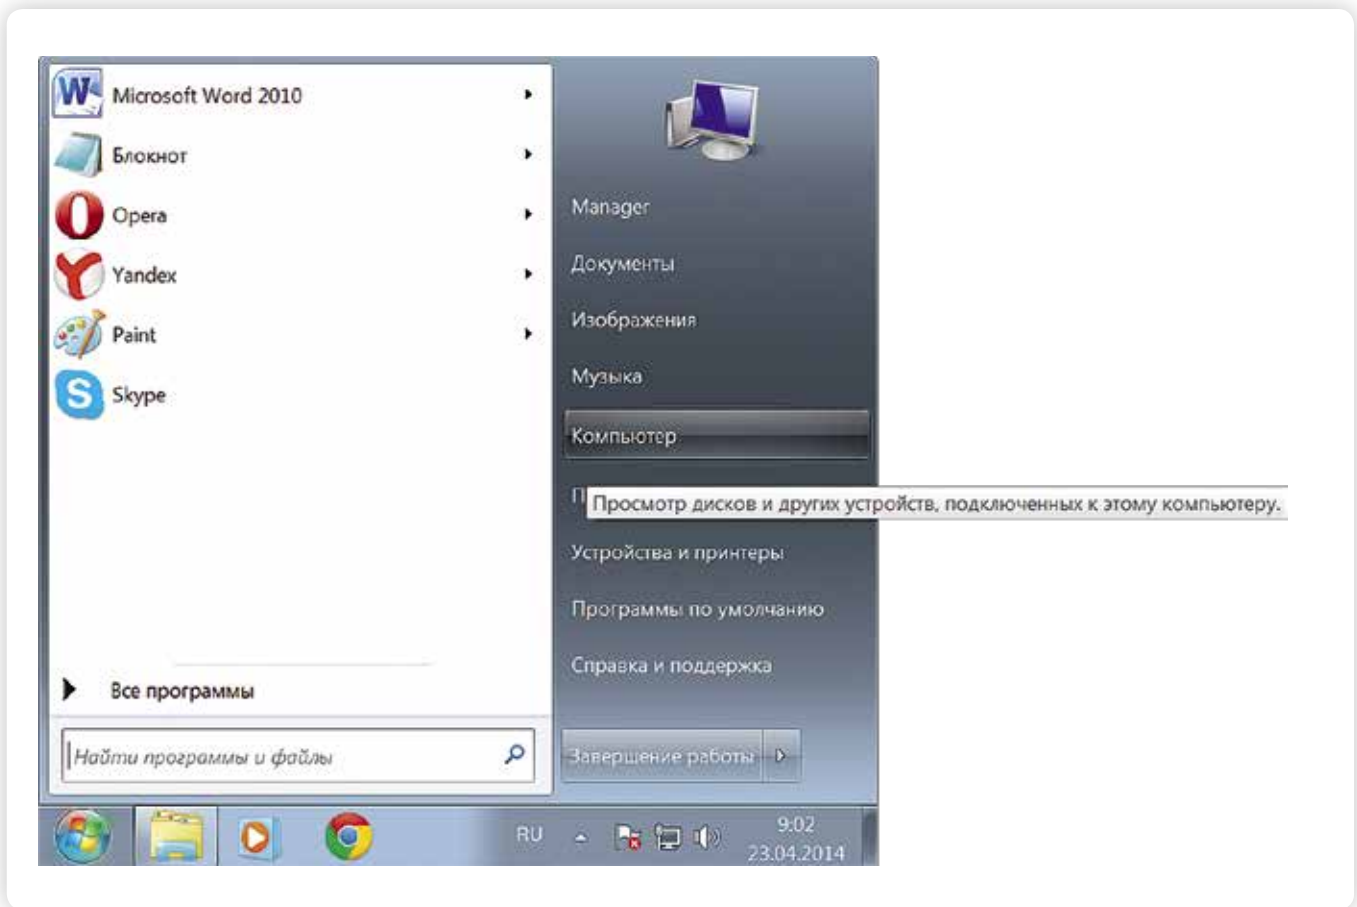 Microsoft Word 2010
Блокнот
Opera
Yandex
Paint
Skype
Все программы
Найти программы и файлы
Manager
Документы
Изображения
Музыка
Компьютер
Просмотр дисков и других устройств, подключенных к этому компьютеру.
Устройства и принтеры
Программы по умолчанию
Справка и поддержка
Завершение работы
RU
9:02
23.04.2014